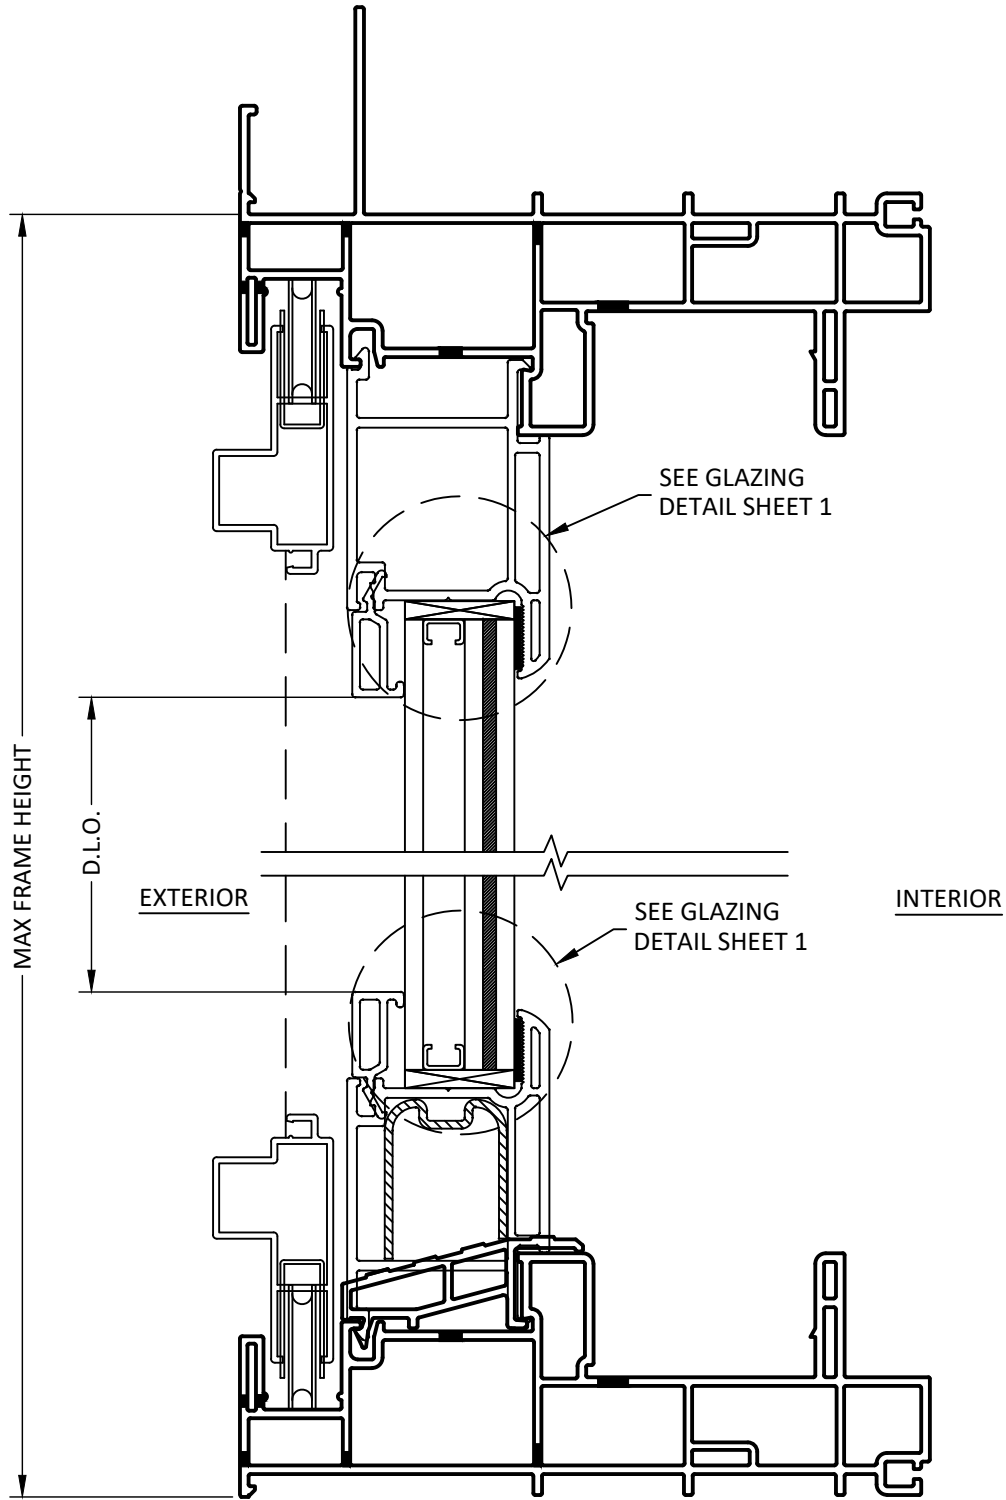 SEE GLAZING
DETAIL SHEET 1
MAX FRAME HEIGHT
D.L.O.
EXTERIOR
INTERIOR
SEE GLAZING
DETAIL SHEET 1